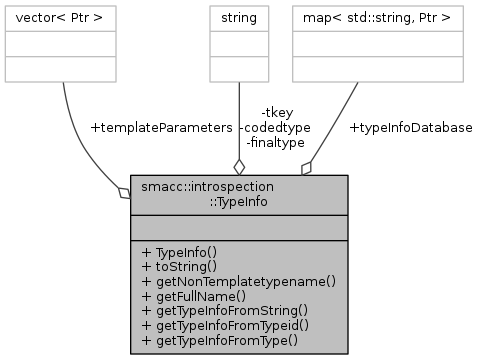 vector< Ptr >
string
map< std::string, Ptr >
+templateParameters
-tkey
-codedtype
-finaltype
+typeInfoDatabase
smacc::introspection
::TypeInfo
+ TypeInfo()
+ toString()
+ getNonTemplatetypename()
+ getFullName()
+ getTypeInfoFromString()
+ getTypeInfoFromTypeid()
+ getTypeInfoFromType()